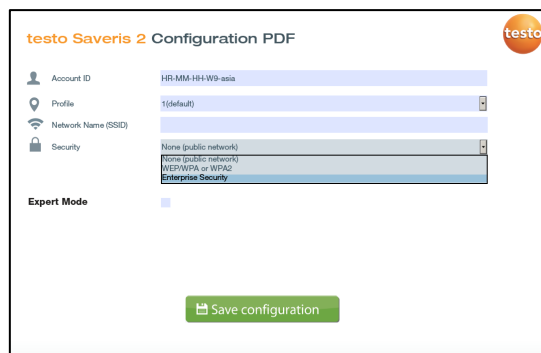 testo Saveris 2 Configuration PDF
testo
Account ID HR-MM-HH-W9-asia
Profile 1(default)
Network Name (SSID)
Security None (public network)
None (public network)
WEP/WPA or WPA2
Enterprise Security
Expert Mode
Save configuration